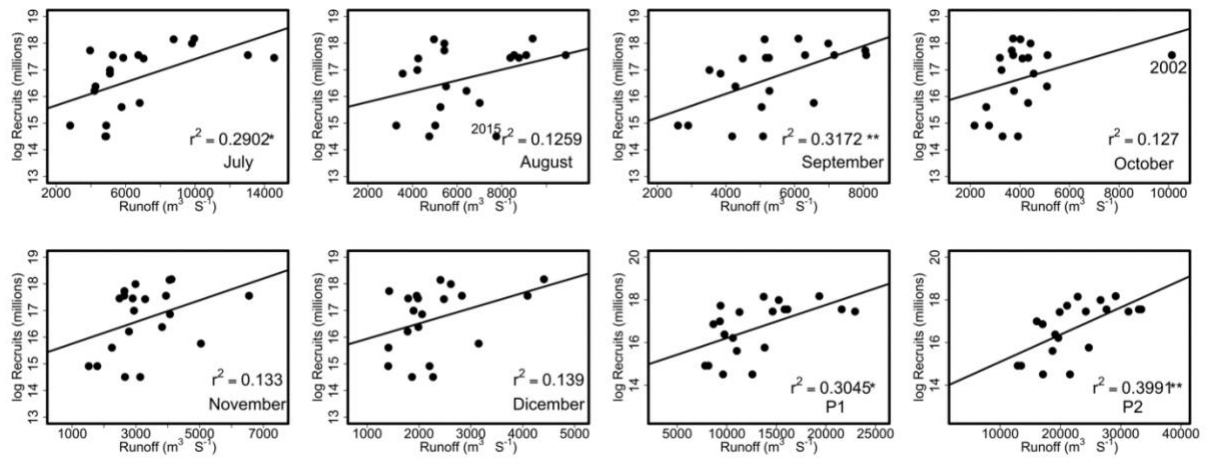 log Recruits (millions)
19
18
17
16
15
14
13
r² = 0.2902*
July
2000 6000 10000 14000
Runoff (m³ S⁻¹)
log Recruits (millions)
19
18
17
16
15
14
13
2015
r² = 0.1259
August
2000 4000 6000 8000
Runoff (m³ S⁻¹)
log Recruits (millions)
19
18
17
16
15
14
13
r² = 0.3172 **
September
2000 4000 6000 8000
Runoff (m³ S⁻¹)
log Recruits (millions)
19
18
17
16
15
14
13
2002
r² = 0.127
October
2000 4000 6000 8000 10000
Runoff (m³ S⁻¹)
log Recruits (millions)
19
18
17
16
15
14
13
r² = 0.133
November
1000 3000 5000 7000
Runoff (m³ S⁻¹)
log Recruits (millions)
19
18
17
16
15
14
13
r² = 0.139
Dicember
1000 2000 3000 4000 5000
Runoff (m³ S⁻¹)
log Recruits (millions)
20
18
16
14
r² = 0.3045*
P1
5000 10000 15000 20000 25000
Runoff (m³ S⁻¹)
log Recruits (millions)
20
18
16
14
r² = 0.3991**
P2
10000 20000 30000 40000
Runoff (m³ S⁻¹)